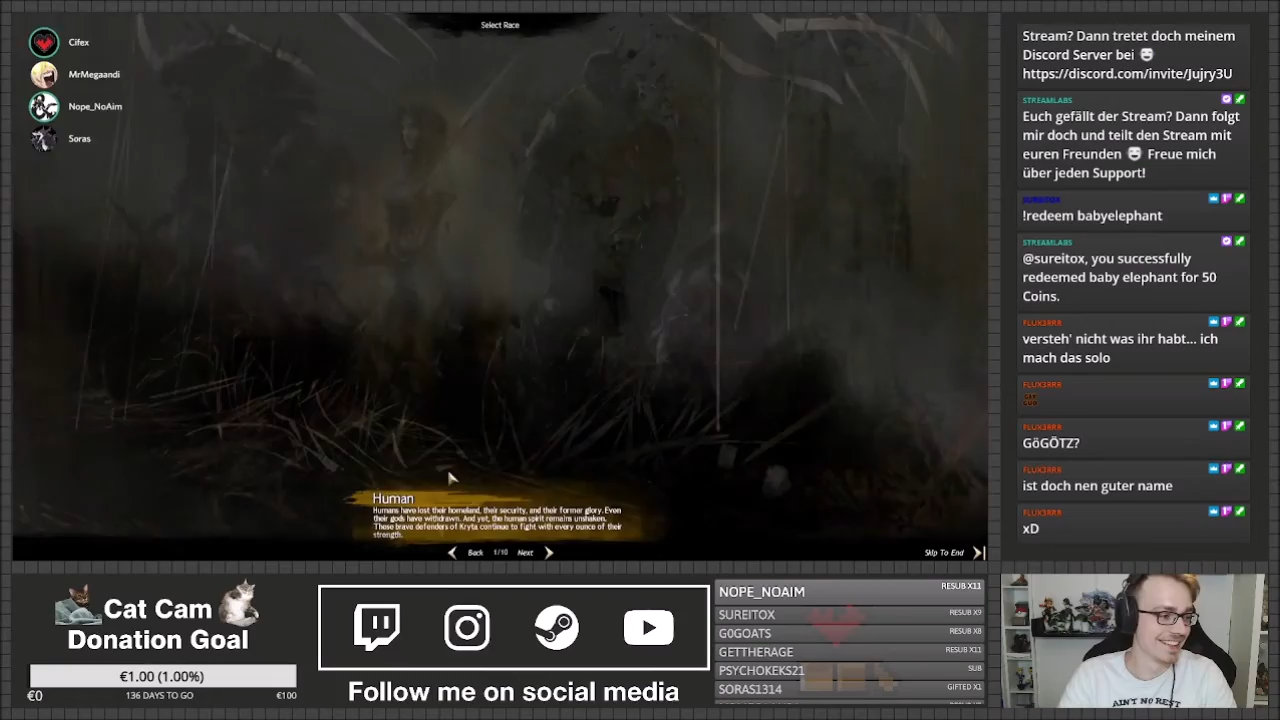 Select Race
Cifex
MrMegaandi
Nope_NoAim
Soras
Human
Humans have lost their homeland, their security, and their former glory. Even
their gods have withdrawn. And yet, the human spirit remains unshaken.
These brave defenders of Kryta continue to fight with every ounce of their
strength.
Back 1/10 Next
Skip To End
Stream? Dann tretet doch meinem
Discord Server bei
https://discord.com/invite/Jujry3U
STREAMLABS
Euch gefällt der Stream? Dann folgt
mir doch und teilt den Stream mit
euren Freunden Freue mich
über jeden Support!
SUREITOX
!redeem babyelephant
STREAMLABS
@sureitox, you successfully
redeemed baby elephant for 50
Coins.
FLUX3RRR
versteh' nicht was ihr habt... ich
mach das solo
FLUX3RRR
FLUX3RRR
GöGÖTZ?
FLUX3RRR
ist doch nen guter name
FLUX3RRR
xD
Cat Cam
Donation Goal
€1.00 (1.00%)
€0 136 DAYS TO GO €100
Follow me on social media
NOPE_NOAIM RESUB X11
SUREITOX RESUB X9
G0GOATS RESUB X8
GETTHERAGE RESUB X11
PSYCHOKEKS21 SUB
SORAS1314 GIFTED X1
AIN'T NO REST